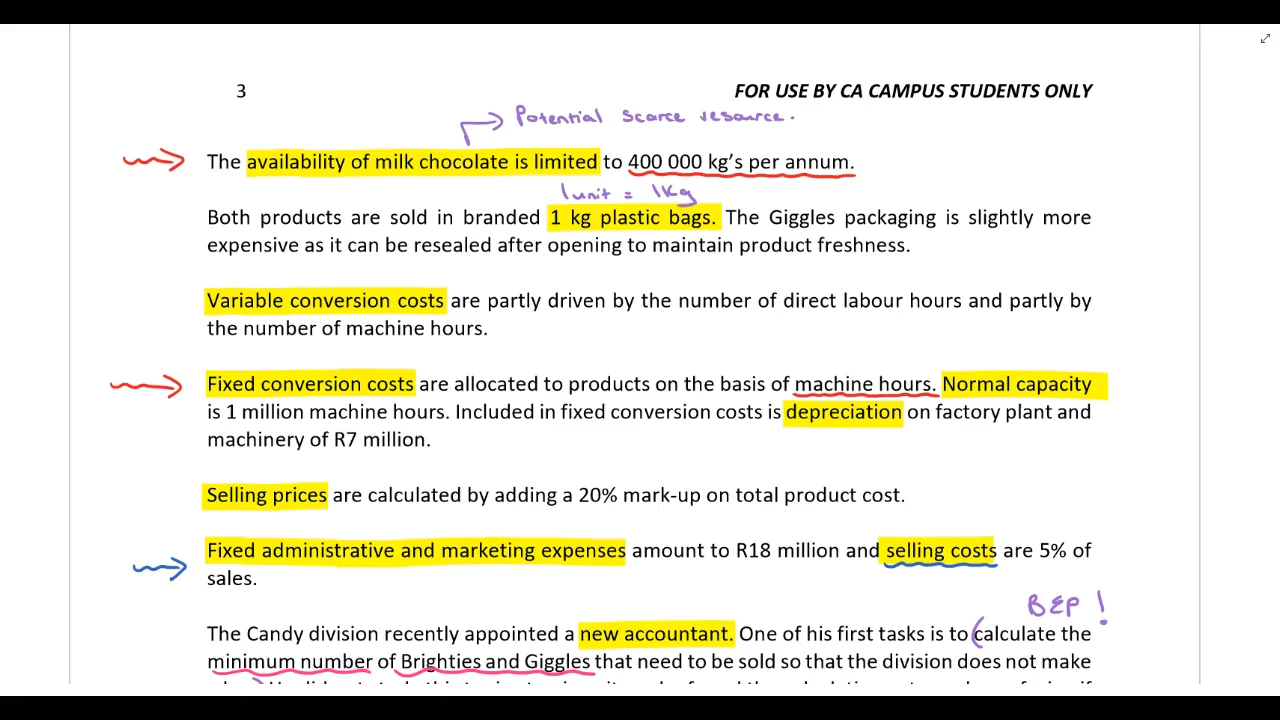 3
FOR USE BY CA CAMPUS STUDENTS ONLY
Potential scarce resource.
The availability of milk chocolate is limited to 400 000 kg's per annum.
1 unit = 1Kg
Both products are sold in branded 1 kg plastic bags. The Giggles packaging is slightly more
expensive as it can be resealed after opening to maintain product freshness.
Variable conversion costs are partly driven by the number of direct labour hours and partly by
the number of machine hours.
Fixed conversion costs are allocated to products on the basis of machine hours. Normal capacity
is 1 million machine hours. Included in fixed conversion costs is depreciation on factory plant and
machinery of R7 million.
Selling prices are calculated by adding a 20% mark-up on total product cost.
Fixed administrative and marketing expenses amount to R18 million and selling costs are 5% of
sales.
BEP !
The Candy division recently appointed a new accountant. One of his first tasks is to calculate the
minimum number of Brighties and Giggles that need to be sold so that the division does not make